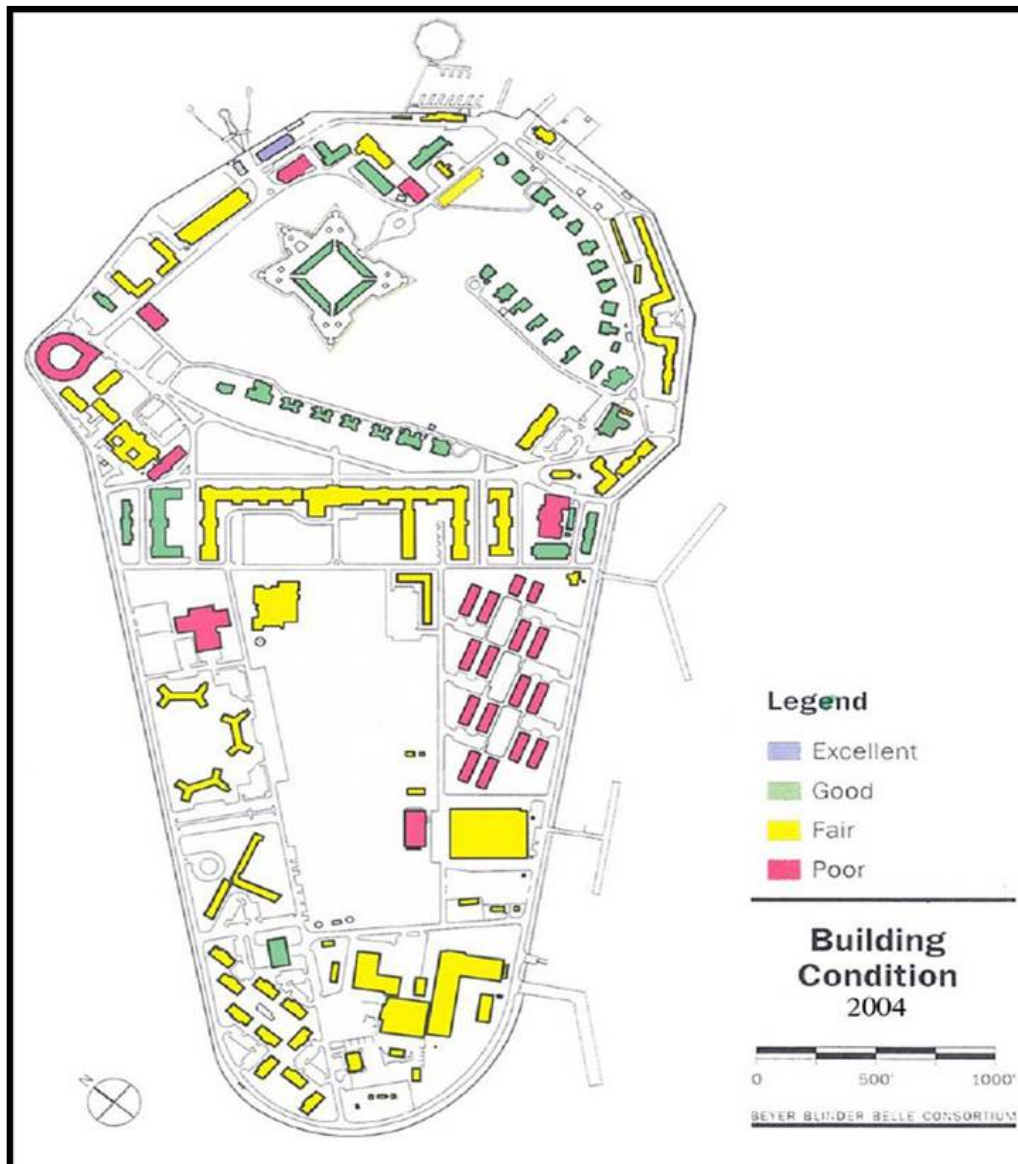 Legend
Excellent
Good
Fair
Poor
Building
Condition
2004
0 500' 1000'
BEYER BLINDER BELLE CONSORTIUM
N